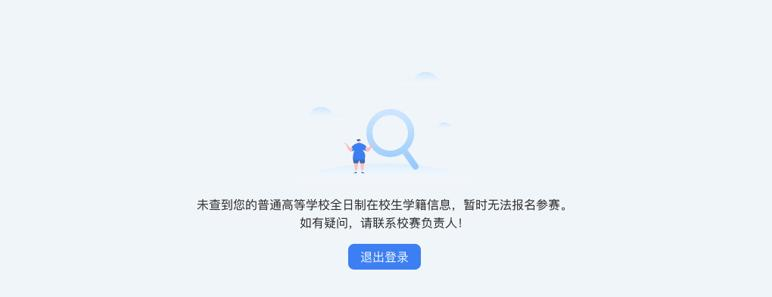 未查到您的普通高等学校全日制在校生学籍信息，暂时无法报名参赛。
如有疑问，请联系校赛负责人！
退出登录